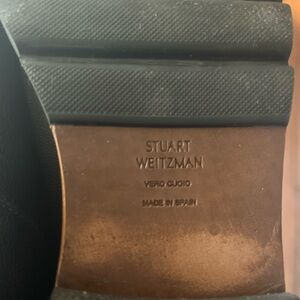 STUART
WEITZMAN
VERO CUOIO
MADE IN SPAIN